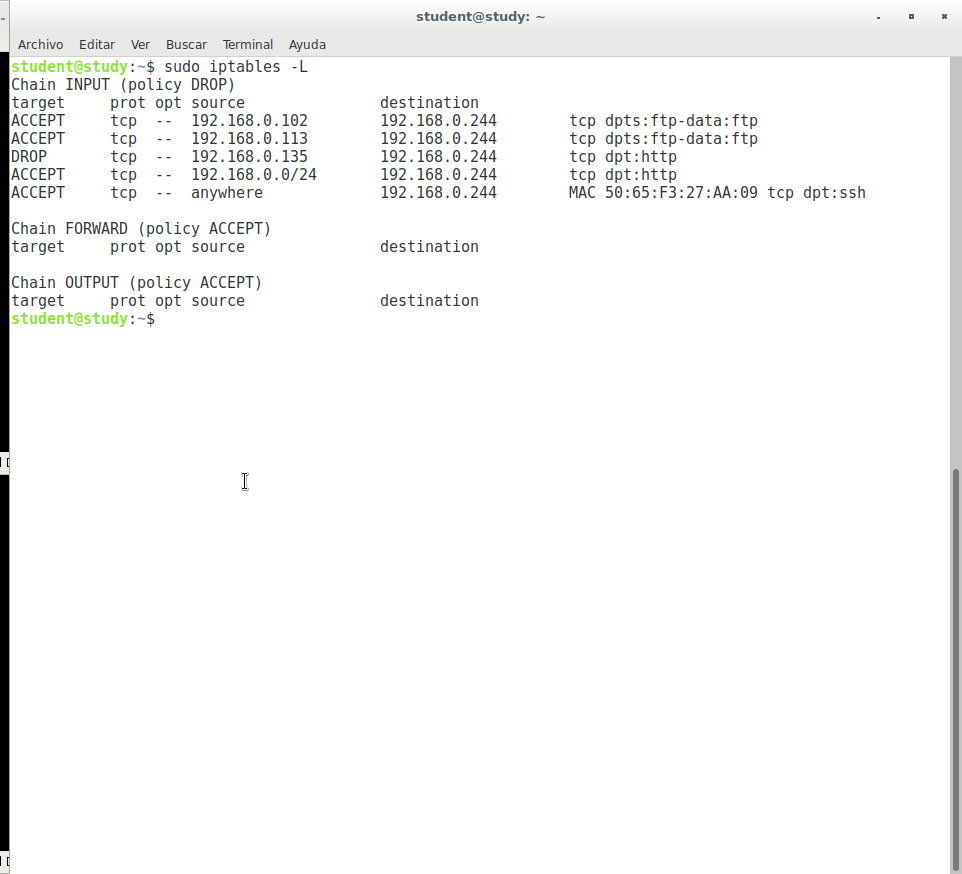 student@study: ~
Archivo Editar Ver Buscar Terminal Ayuda
student@study:~$ sudo iptables -L
Chain INPUT (policy DROP)
target     prot opt source               destination
ACCEPT     tcp  --  192.168.0.102        192.168.0.244        tcp dpts:ftp-data:ftp
ACCEPT     tcp  --  192.168.0.113        192.168.0.244        tcp dpts:ftp-data:ftp
DROP       tcp  --  192.168.0.135        192.168.0.244        tcp dpt:http
ACCEPT     tcp  --  192.168.0.0/24       192.168.0.244        tcp dpt:http
ACCEPT     tcp  --  anywhere             192.168.0.244        MAC 50:65:F3:27:AA:09 tcp dpt:ssh
Chain FORWARD (policy ACCEPT)
target     prot opt source               destination
Chain OUTPUT (policy ACCEPT)
target     prot opt source               destination
student@study:~$